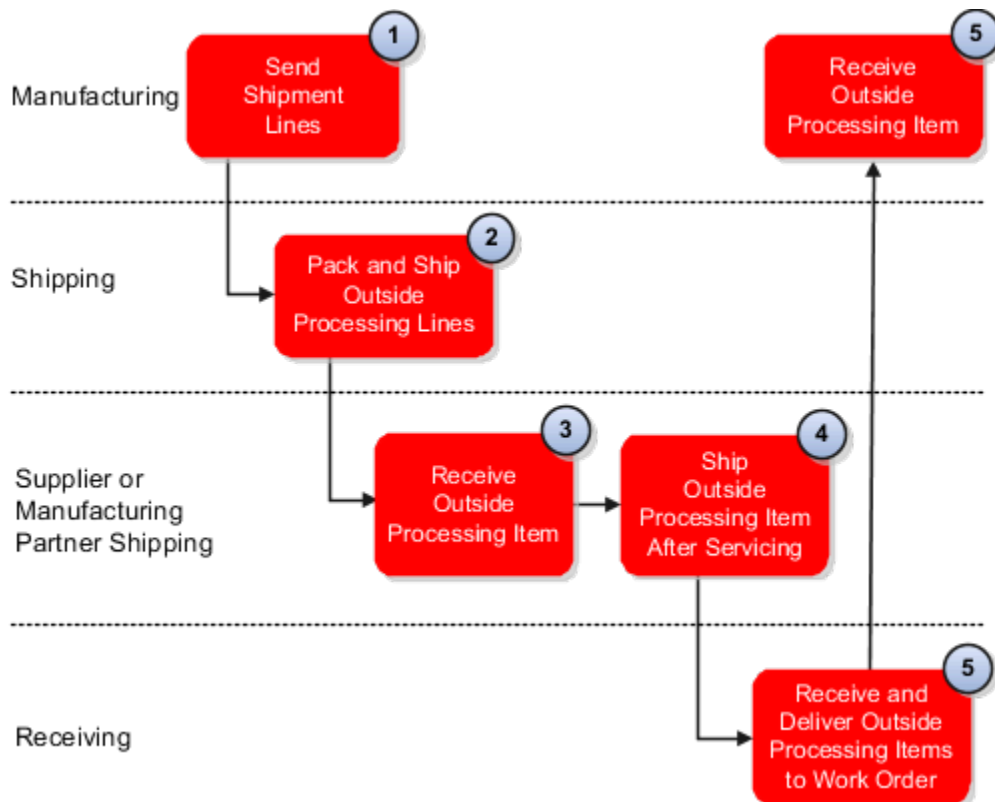 1
Send
Shipment
Lines
5
Receive
Outside
Processing Item
Manufacturing
2
Pack and Ship
Outside
Processing Lines
Shipping
3
Receive
Outside
Processing Item
4
Ship
Outside
Processing Item
After Servicing
Supplier or
Manufacturing
Partner Shipping
5
Receive and
Deliver Outside
Processing Items
to Work Order
Receiving